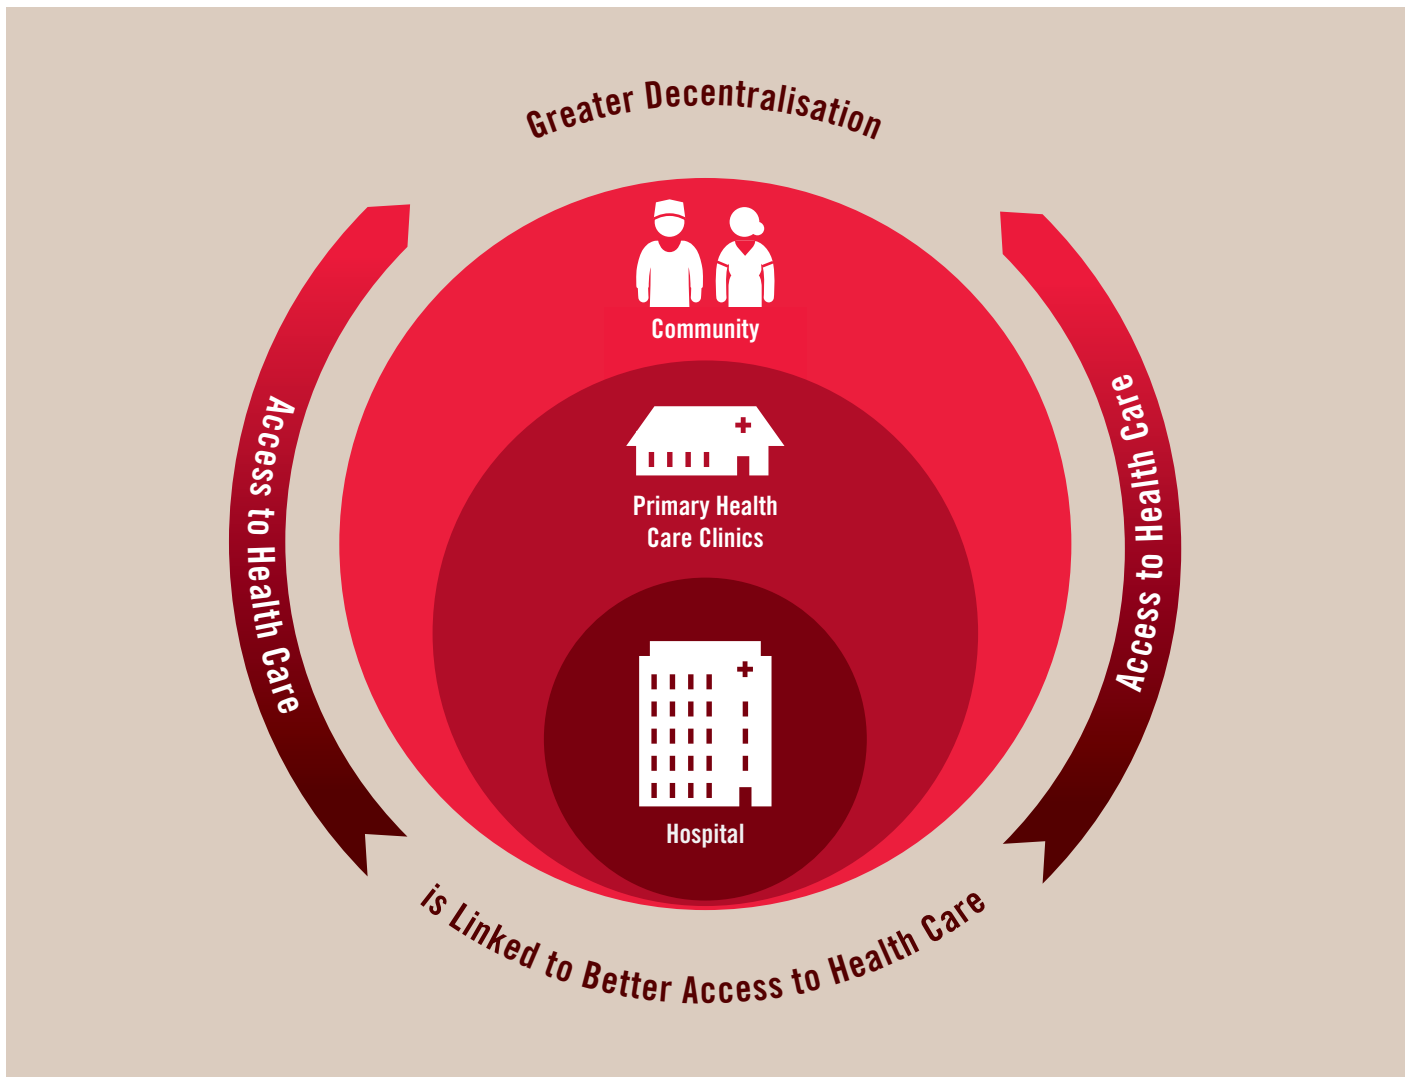 Greater Decentralisation
Community
Access to Health Care
Access to Health Care
Primary Health
Care Clinics
Hospital
is Linked to Better Access to Health Care